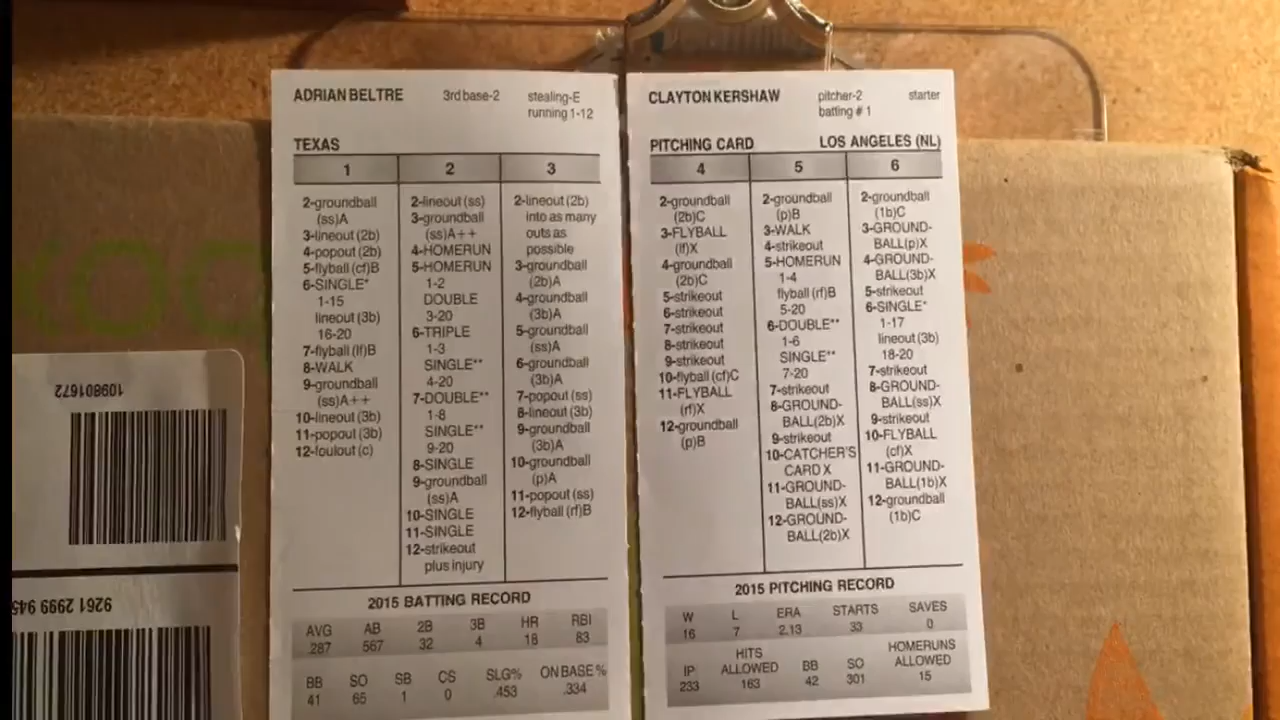 ADRIAN BELTRE 3rd base-2 stealing-E
running 1-12
TEXAS
1 2 3
2-groundball
(ss)A
3-lineout (2b)
4-popout (2b)
5-flyball (cf)B
6-SINGLE*
1-15
lineout (3b)
16-20
7-flyball (lf)B
8-WALK
9-groundball
(ss)A++
10-lineout (3b)
11-popout (3b)
12-foulout (c)
2-lineout (ss)
3-groundball
(ss)A++
4-HOMERUN
5-HOMERUN
1-2
DOUBLE
3-20
6-TRIPLE
1-3
SINGLE**
4-20
7-DOUBLE**
1-8
SINGLE**
9-20
8-SINGLE
9-groundball
(ss)A
10-SINGLE
11-SINGLE
12-strikeout
plus injury
2-lineout (2b)
into as many
outs as
possible
3-groundball
(2b)A
4-groundball
(3b)A
5-groundball
(ss)A
6-groundball
(3b)A
7-popout (ss)
8-lineout (3b)
9-groundball
(3b)A
10-groundball
(p)A
11-popout (ss)
12-flyball (rf)B
2015 BATTING RECORD
AVG AB 2B 3B HR RBI
.287 567 32 4 18 83
BB SO SB CS SLG% ON BASE %
41 65 1 0 .453 .334
CLAYTON KERSHAW pitcher-2 starter
batting # 1
PITCHING CARD LOS ANGELES (NL)
4 5 6
2-groundball
(2b)C
3-FLYBALL
(lf)X
4-groundball
(2b)C
5-strikeout
6-strikeout
7-strikeout
8-strikeout
9-strikeout
10-flyball (cf)C
11-FLYBALL
(rf)X
12-groundball
(p)B
2-groundball
(p)B
3-WALK
4-strikeout
5-HOMERUN
1-4
flyball (rf)B
5-20
6-DOUBLE**
1-6
SINGLE**
7-20
7-strikeout
8-GROUND-
BALL(2b)X
9-strikeout
10-CATCHER'S
CARD X
11-GROUND-
BALL(ss)X
12-GROUND-
BALL(2b)X
2-groundball
(1b)C
3-GROUND-
BALL(p)X
4-GROUND-
BALL(3b)X
5-strikeout
6-SINGLE*
1-17
lineout (3b)
18-20
7-strikeout
8-GROUND-
BALL(ss)X
9-strikeout
10-FLYBALL
(cf)X
11-GROUND-
BALL(1b)X
12-groundball
(1b)C
2015 PITCHING RECORD
W L ERA STARTS SAVES
16 7 2.13 33 0
IP HITS ALLOWED BB SO HOMERUNS ALLOWED
233 163 42 301 15
109801672
9261 2999 945